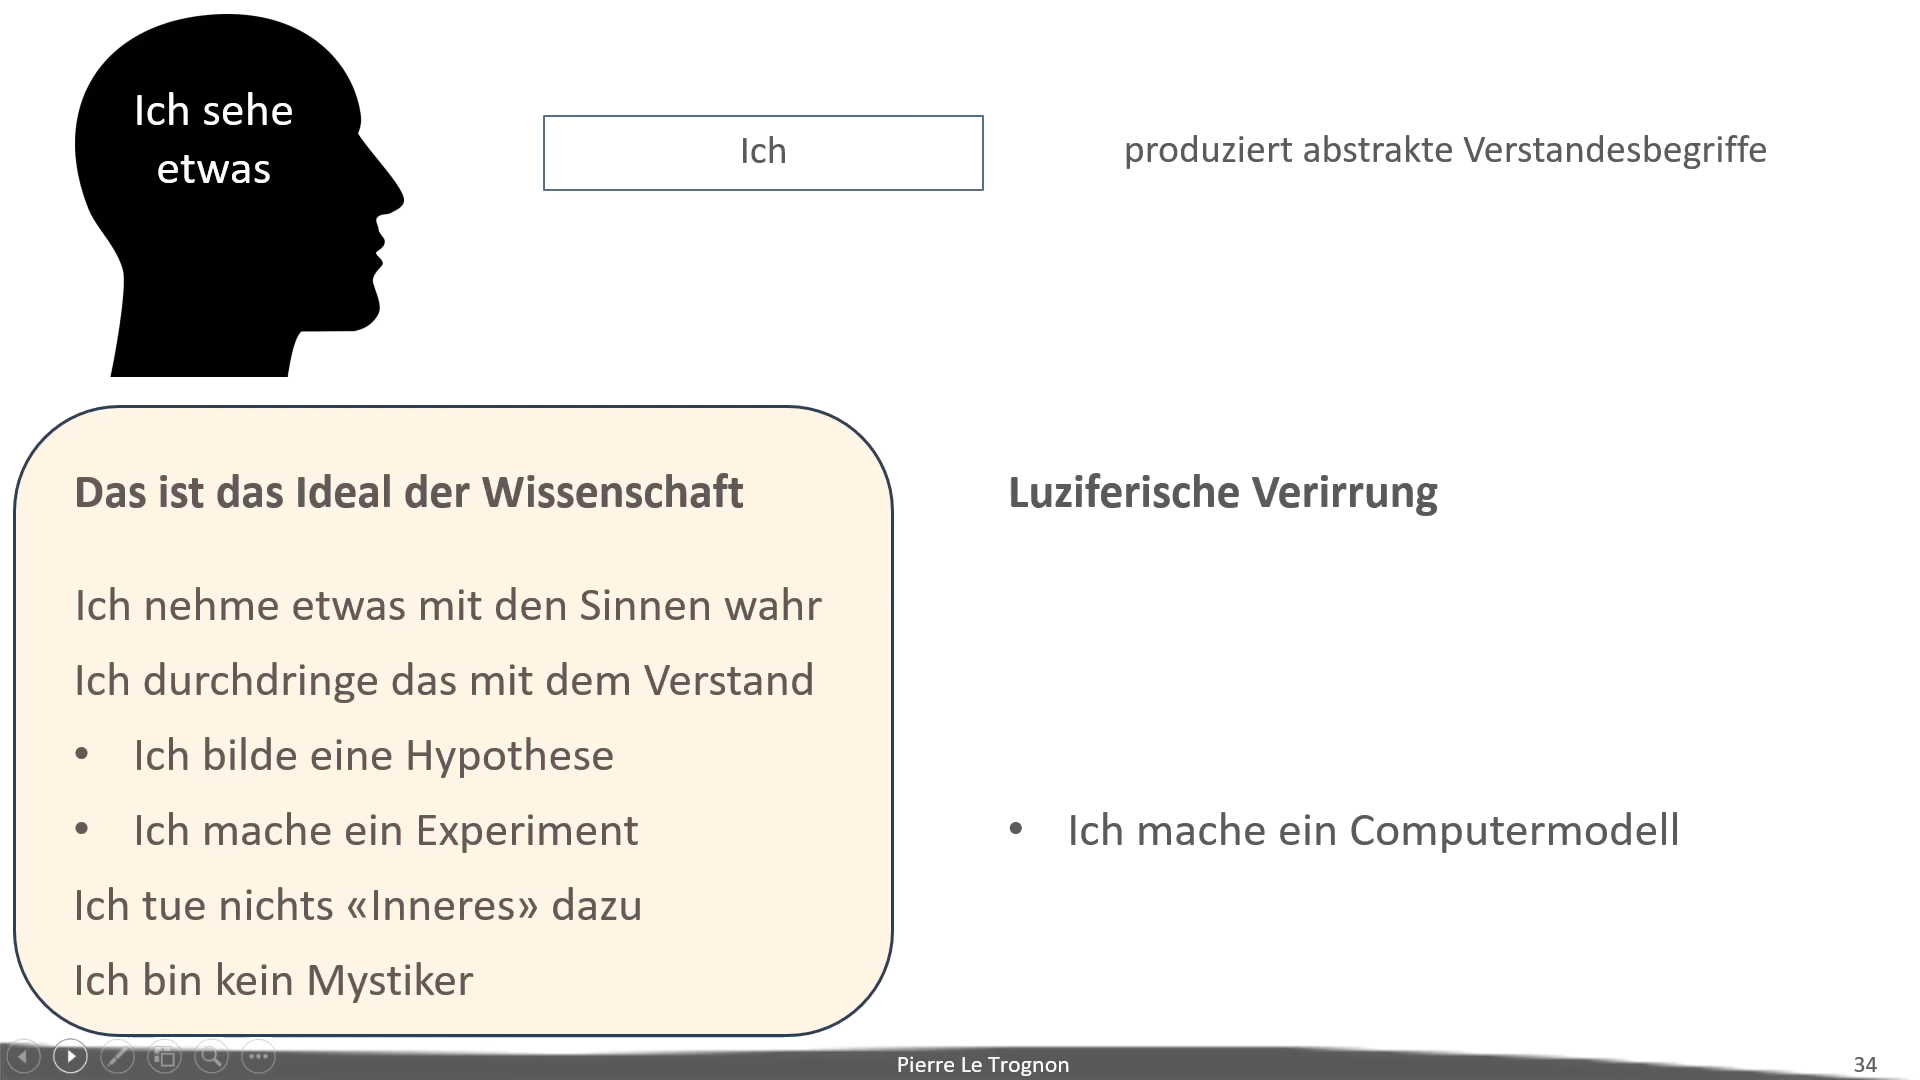 Ich sehe
etwas
Ich
produziert abstrakte Verstandesbegriffe
Das ist das Ideal der Wissenschaft
Ich nehme etwas mit den Sinnen wahr
Ich durchdringe das mit dem Verstand
• Ich bilde eine Hypothese
• Ich mache ein Experiment
Ich tue nichts «Inneres» dazu
Ich bin kein Mystiker
Luziferische Verirrung
• Ich mache ein Computermodell
Pierre Le Trognon
34